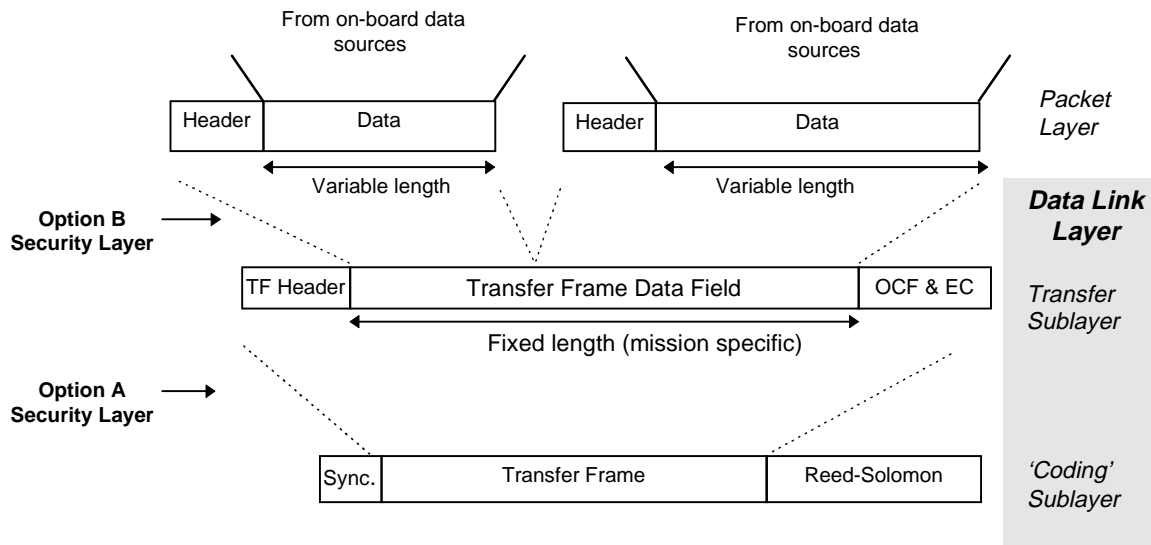 From on-board data
sources
From on-board data
sources
Header
Data
Header
Data
Packet
Layer
Variable length
Variable length
Option B
Security Layer
Data Link
Layer
TF Header
Transfer Frame Data Field
OCF & EC
Transfer
Sublayer
Fixed length (mission specific)
Option A
Security Layer
Sync.
Transfer Frame
Reed-Solomon
‘Coding’
Sublayer